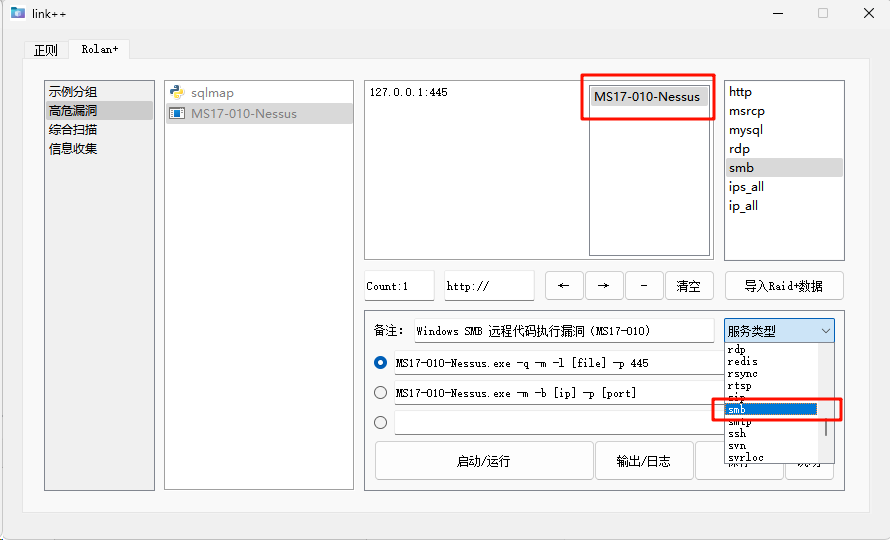 link++
正则
Rolan+
示例分组
高危漏洞
综合扫描
信息收集
sqlmap
MS17-010-Nessus
127.0.0.1:445
MS17-010-Nessus
http
msrcp
mysql
rdp
smb
ips_all
ip_all
Count:1
http://
←
→
-
清空
导入Raid+数据
备注:
Windows SMB 远程代码执行漏洞 (MS17-010)
服务类型
MS17-010-Nessus.exe -q -m -l [file] -p 445
MS17-010-Nessus.exe -m -b [ip] -p [port]
rdp
redis
rsync
rtsp
sip
smb
smtp
ssh
svn
svrloc
启动/运行
输出/日志